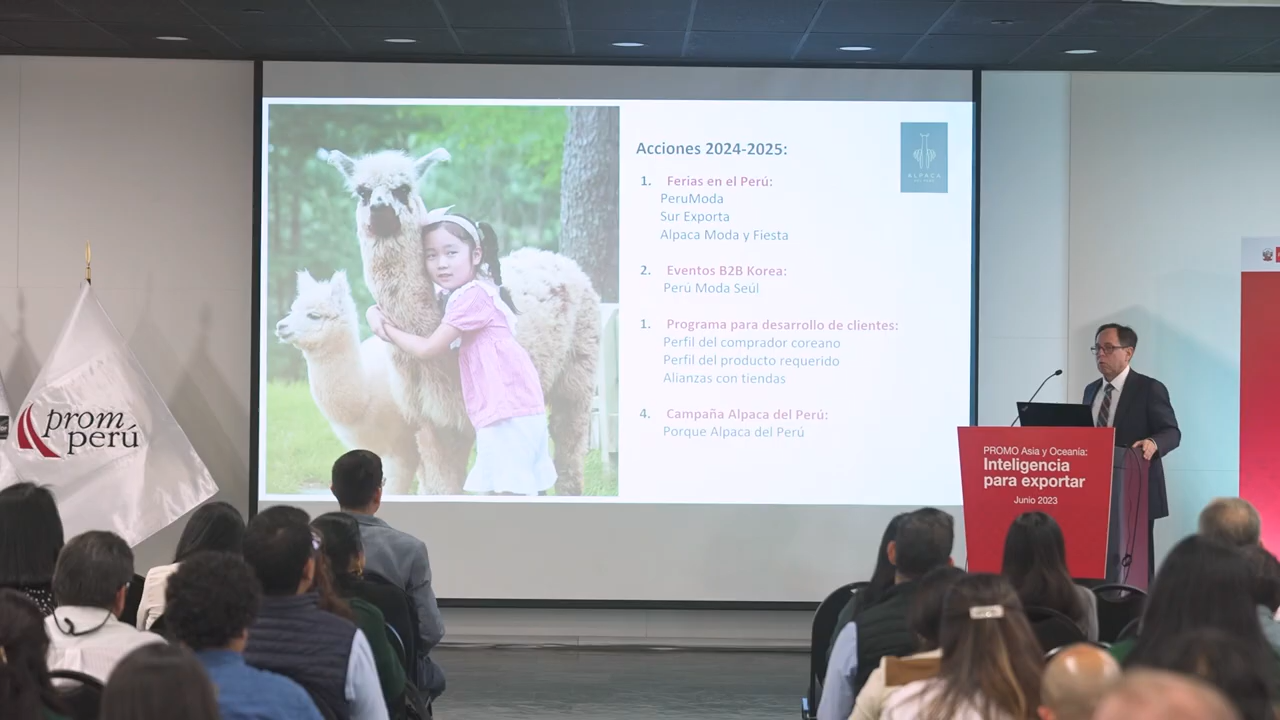 Acciones 2024-2025:
1. Ferias en el Perú:
PeruModa
Sur Exporta
Alpaca Moda y Fiesta
2. Eventos B2B Korea:
Perú Moda Seúl
1. Programa para desarrollo de clientes:
Perfil del comprador coreano
Perfil del producto requerido
Alianzas con tiendas
4. Campaña Alpaca del Perú:
Porque Alpaca del Perú
ALPACA
prom
perú
PROMO Asia y Oceanía:
Inteligencia
para exportar
Junio 2023